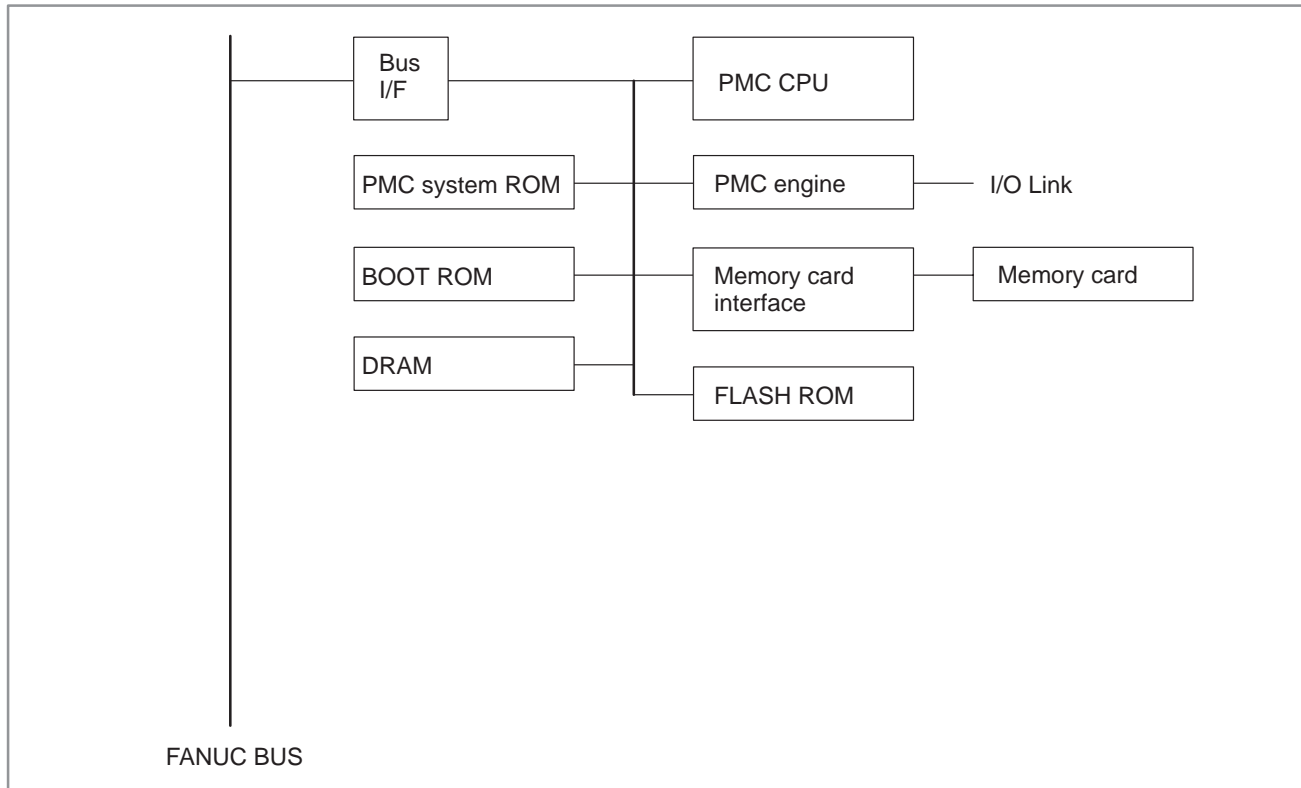 Bus
I/F
PMC CPU
PMC system ROM
PMC engine
I/O Link
BOOT ROM
Memory card
interface
Memory card
DRAM
FLASH ROM
FANUC BUS